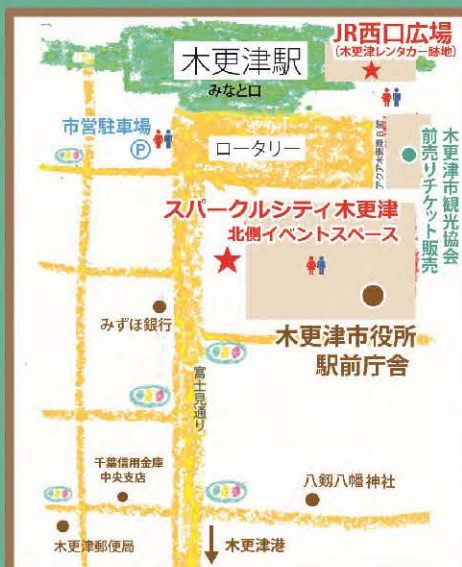 JR西口広場
(木更津レンタカー跡地)
木更津駅
みなと口
市営駐車場
P
ロータリー
木更津市観光協会
前売りチケット販売
スパークルシティ木更津
北側イベントスペース
木更津市役所
駅前庁舎
みずほ銀行
富士見通り
千葉信用金庫
中央支店
八剱八幡神社
木更津郵便局
木更津港